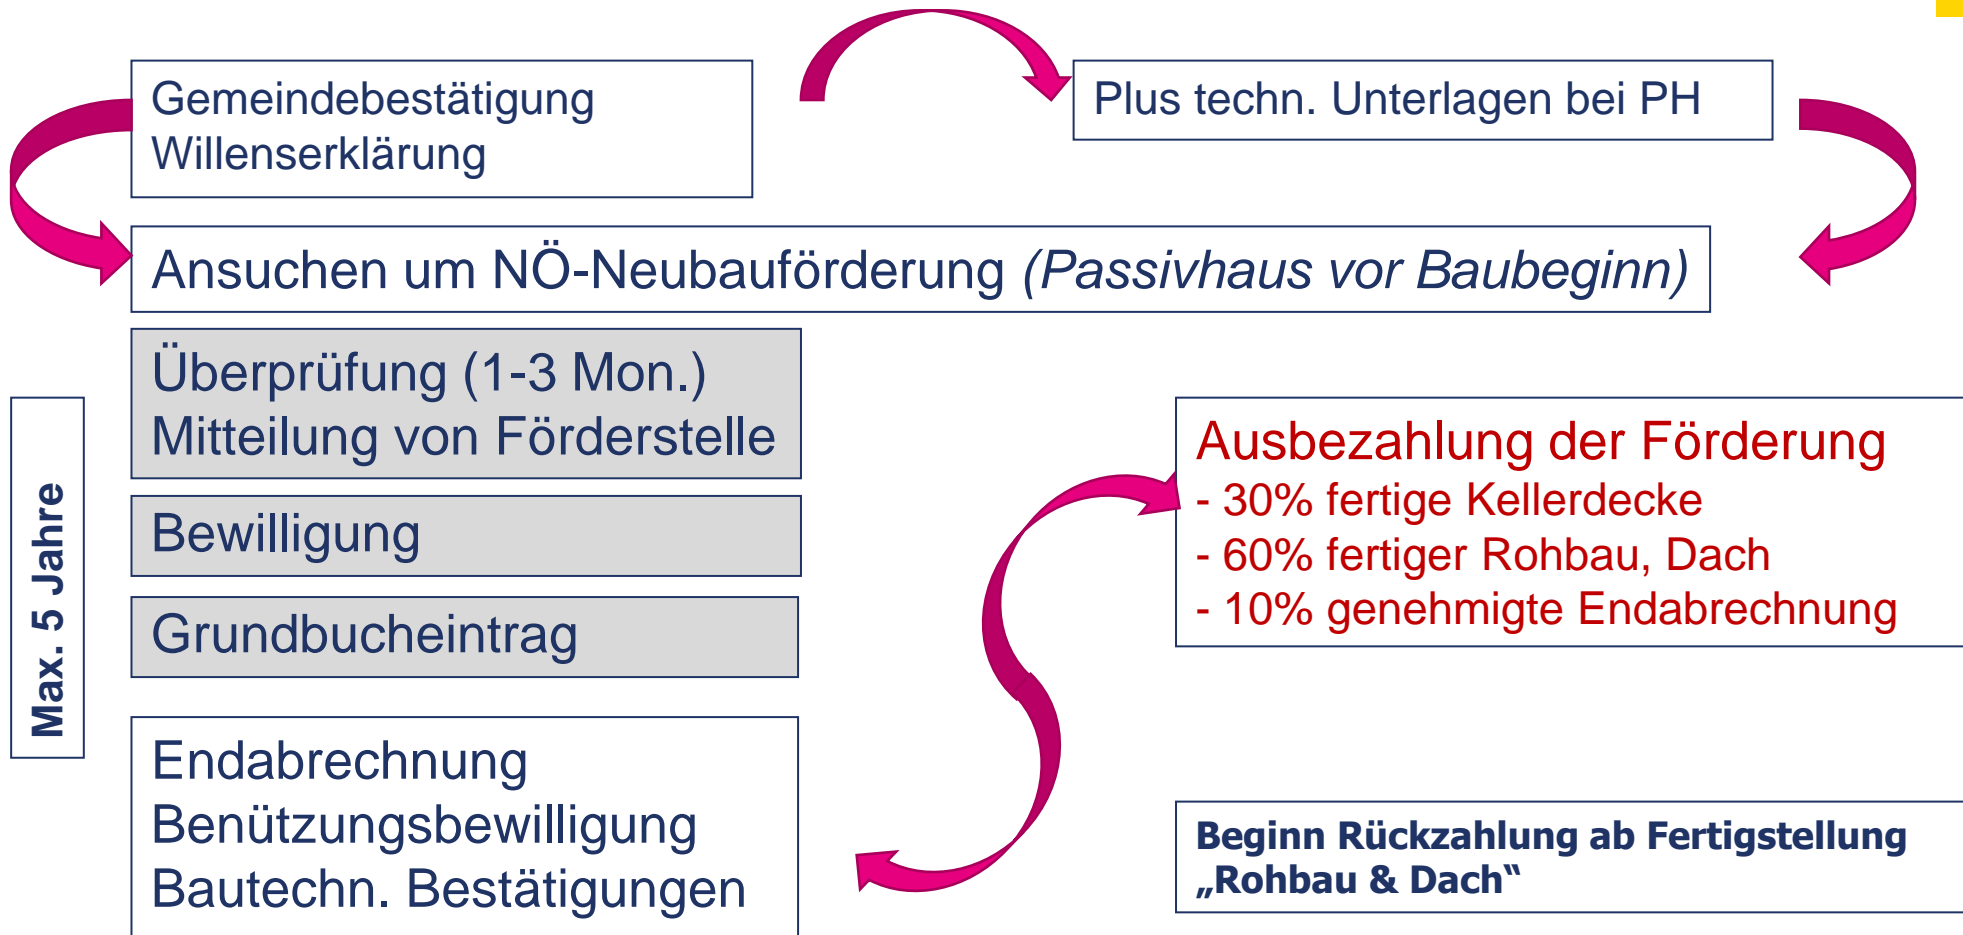 Gemeindebestätigung
Willenserklärung
Plus techn. Unterlagen bei PH
Ansuchen um NÖ-Neubauförderung (Passivhaus vor Baubeginn)
Überprüfung (1-3 Mon.)
Mitteilung von Förderstelle
Bewilligung
Grundbucheintrag
Max. 5 Jahre
Endabrechnung
Benützungsbewilligung
Bautechn. Bestätigungen
Ausbezahlung der Förderung
- 30% fertige Kellerdecke
- 60% fertiger Rohbau, Dach
- 10% genehmigte Endabrechnung
Beginn Rückzahlung ab Fertigstellung
„Rohbau & Dach“